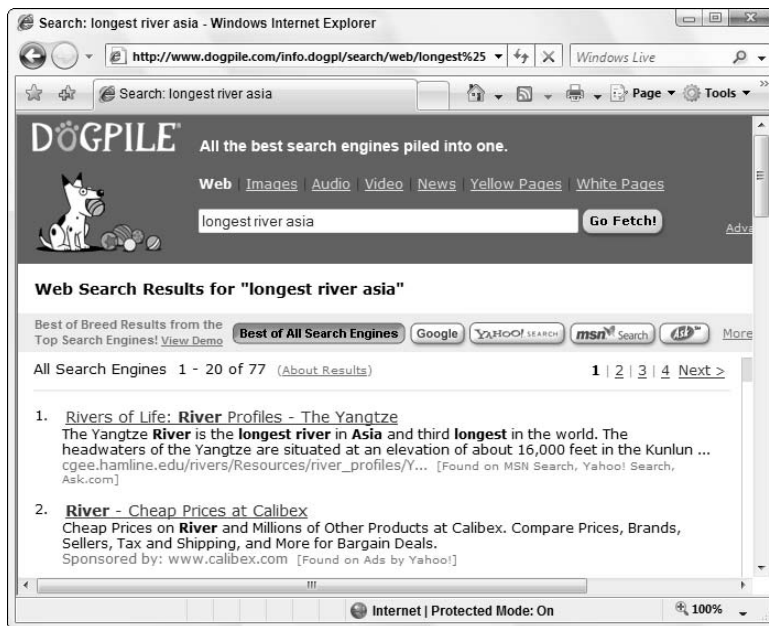 Search: longest river asia - Windows Internet Explorer
http://www.dogpile.com/info.dogpl/search/web/longest%25
Windows Live
Search: longest river asia
Page
Tools
DÖGPILE
All the best search engines piled into one.
Web | Images | Audio | Video | News | Yellow Pages | White Pages
longest river asia
Go Fetch!
Adva
Web Search Results for "longest river asia"
Best of Breed Results from the
Top Search Engines! View Demo
Best of All Search Engines
Google
YAHOO! SEARCH
msn Search
Ask
More
All Search Engines 1 - 20 of 77 (About Results)
1 | 2 | 3 | 4 Next >
1. Rivers of Life: River Profiles - The Yangtze
The Yangtze River is the longest river in Asia and third longest in the world. The
headwaters of the Yangtze are situated at an elevation of about 16,000 feet in the Kunlun ...
cgee.hamline.edu/rivers/Resources/river_profiles/Y... [Found on MSN Search, Yahoo! Search,
Ask.com]
2. River - Cheap Prices at Calibex
Cheap Prices on River and Millions of Other Products at Calibex. Compare Prices, Brands,
Sellers, Tax and Shipping, and More for Bargain Deals.
Sponsored by: www.calibex.com [Found on Ads by Yahoo!]
Internet | Protected Mode: On
100%